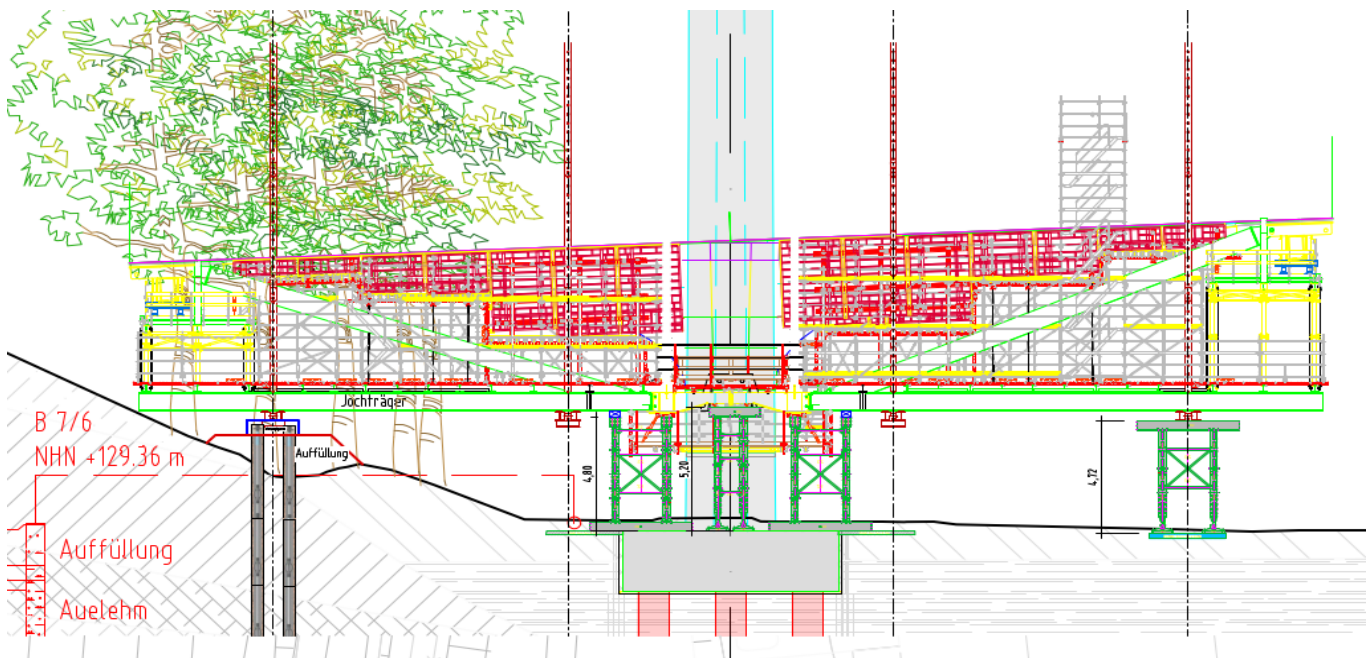 Jochträger
B 7/6
NHN +129.36 m
Auffüllung
4,80
5,20
4,72
Auffüllung
Auelehm